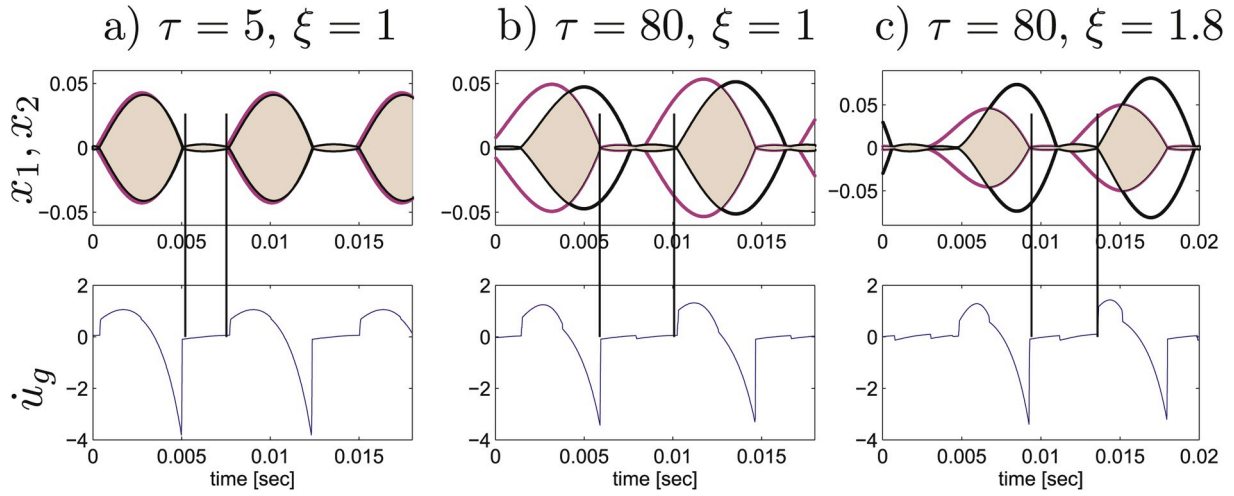 a) τ = 5, ξ = 1
b) τ = 80, ξ = 1
c) τ = 80, ξ = 1.8
x₁, x₂
0.05
0
−0.05
0 0.005 0.01 0.015
0.05
0
−0.05
0 0.005 0.01 0.015
0.05
0
−0.05
0 0.005 0.01 0.015 0.02
u̇g
2
0
−2
−4
0 0.005 0.01 0.015
time [sec]
2
0
−2
−4
0 0.005 0.01 0.015
time [sec]
2
0
−2
−4
0 0.005 0.01 0.015 0.02
time [sec]